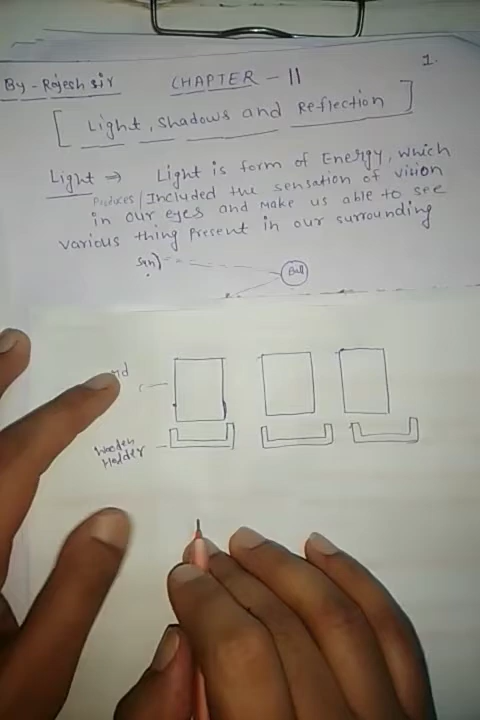 1.
By - Rajesh sir CHAPTER - 11
[ Light, Shadows and Reflection ]
Light ⇒ Light is form of Energy, which
Produces / Included the sensation of vision
in our eyes and make us able to see
various thing present in our surrounding
Sun
Ball
Wooden
Holder